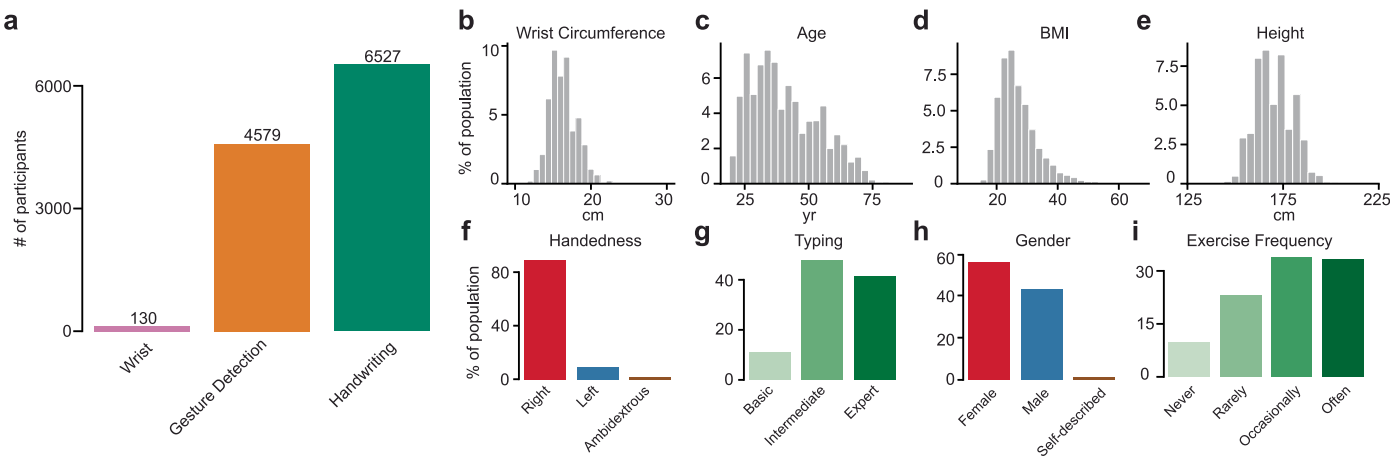 a
# of participants
6000
3000
0
130
4579
6527
Wrist
Gesture Detection
Handwriting
b
Wrist Circumference
% of population
10
5
0
10
20
30
cm
c
Age
6
4
2
0
25
50
75
yr
d
BMI
7.5
5.0
2.5
0
20
40
60
e
Height
7.5
5.0
2.5
0
125
175
225
cm
f
Handedness
% of population
80
40
0
Right
Left
Ambidextrous
g
Typing
40
20
0
Basic
Intermediate
Expert
h
Gender
60
40
20
0
Female
Male
Self-described
i
Exercise Frequency
30
15
0
Never
Rarely
Occasionally
Often